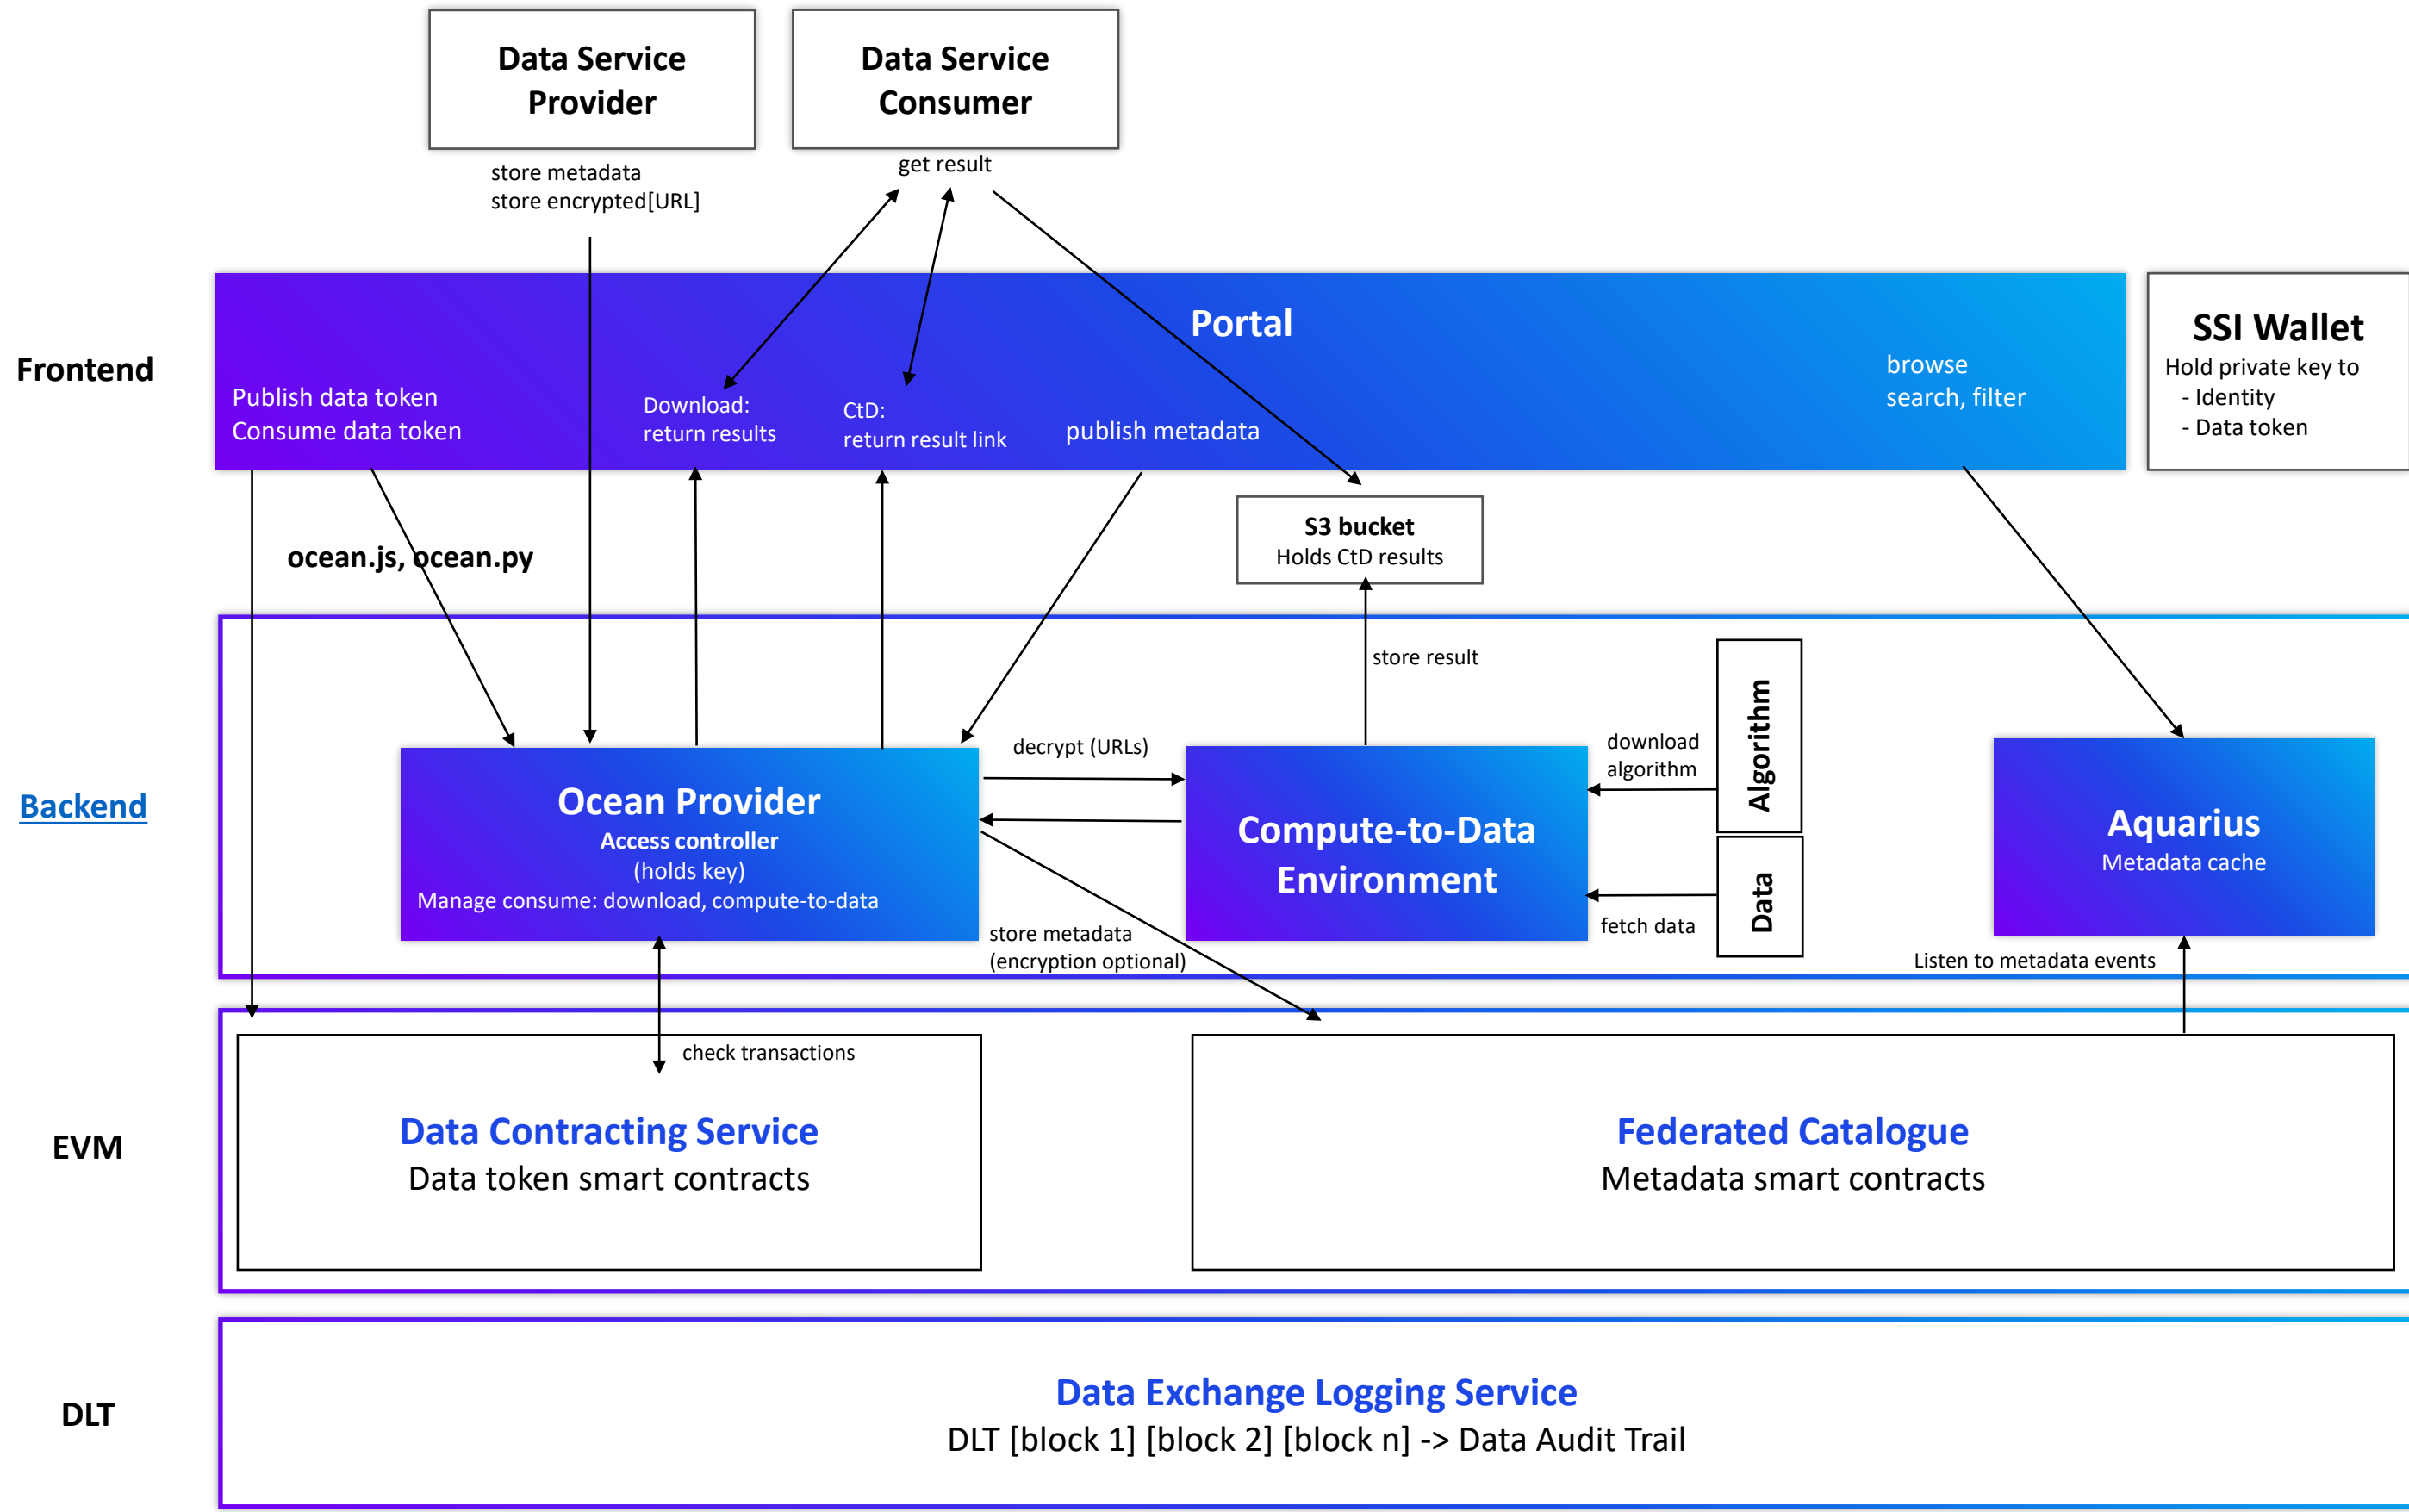 Data Service
Provider
Data Service
Consumer
store metadata
store encrypted[URL]
get result
Frontend
Portal
Publish data token
Consume data token
Download:
return results
CtD:
return result link
publish metadata
browse
search, filter
SSI Wallet
Hold private key to
- Identity
- Data token
ocean.js, ocean.py
S3 bucket
Holds CtD results
Backend
store result
Ocean Provider
Access controller
(holds key)
Manage consume: download, compute-to-data
decrypt (URLs)
Compute-to-Data
Environment
download
algorithm
Algorithm
fetch data
Data
Aquarius
Metadata cache
store metadata
(encryption optional)
Listen to metadata events
EVM
check transactions
Data Contracting Service
Data token smart contracts
Federated Catalogue
Metadada smart contracts
DLT
Data Exchange Logging Service
DLT [block 1] [block 2] [block n] -> Data Audit Trail